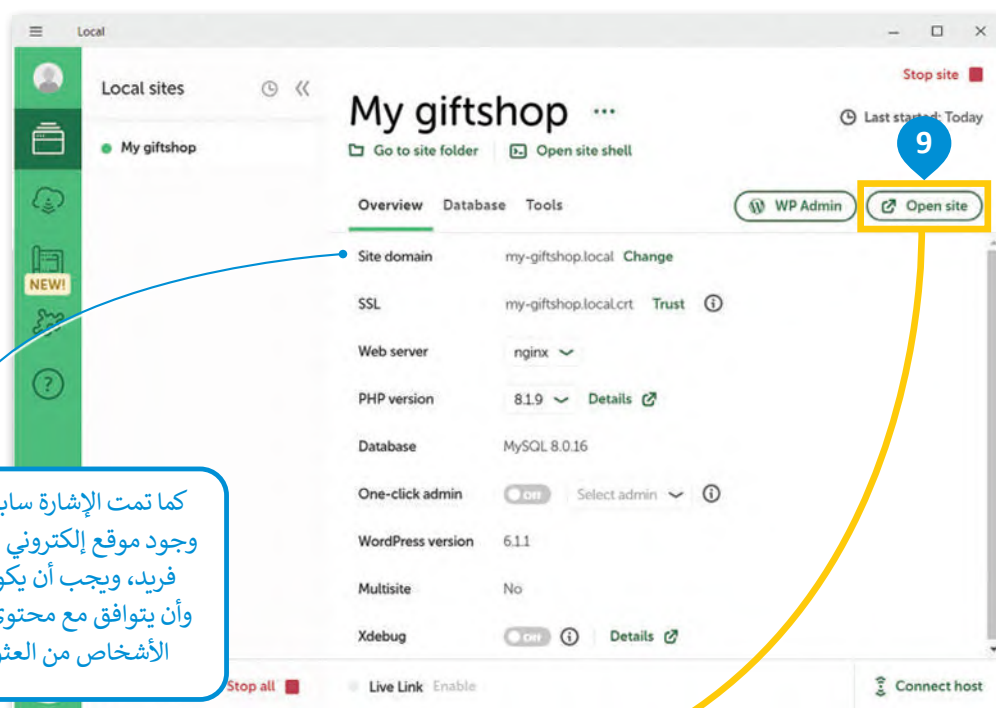 Local
Local sites
My giftshop
NEW!
Stop site
My giftshop ...
Last started: Today
9
Go to site folder
Open site shell
Overview Database Tools
WP Admin
Open site
Site domain my-giftshop.local Change
SSL my-giftshop.local.crt Trust
Web server nginx
PHP version 8.1.9 Details
Database MySQL 8.0.16
One-click admin Off Select admin
WordPress version 6.1.1
Multisite No
Xdebug Off Details
كما تمت الإشارة
وجود موقع إلكتروني
فريد، ويجب أن
وأن يتوافق مع
الأشخاص من
Stop all
Live Link Enable
Connect host